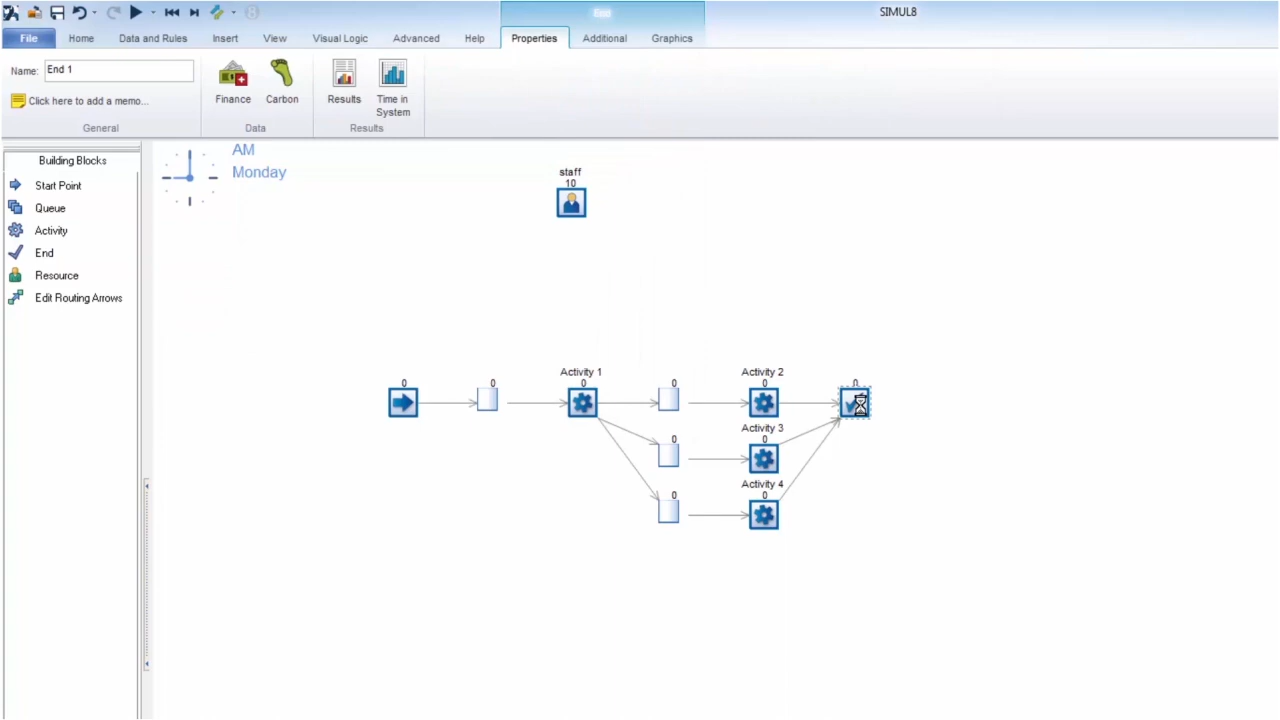 SIMUL8
End
File Home Data and Rules Insert View Visual Logic Advanced Help Properties Additional Graphics
Name: End 1
Click here to add a memo...
General
Finance Carbon
Data
Results Time in
System
Results
Building Blocks
Start Point
Queue
Activity
End
Resource
Edit Routing Arrows
AM
Monday
staff
10
Activity 1
Activity 2
0 0 0 0 0 0
Activity 3
0 0
Activity 4
0 0